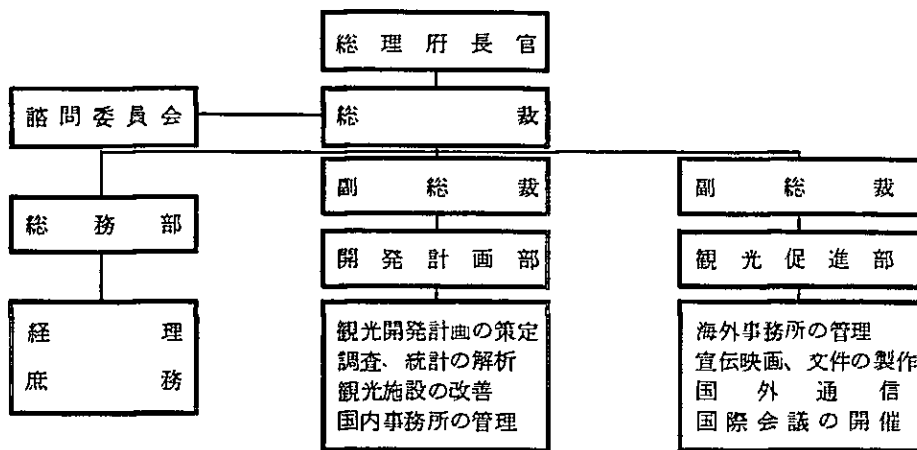 総理府長官
諮問委員会
総裁
副総裁
副総裁
総務部
開発計画部
観光促進部
経理
庶務
観光開発計画の策定
調査、統計の解析
観光施設の改善
国内事務所の管理
海外事務所の管理
宣伝映画、文件の製作
国外通信
国際会議の開催